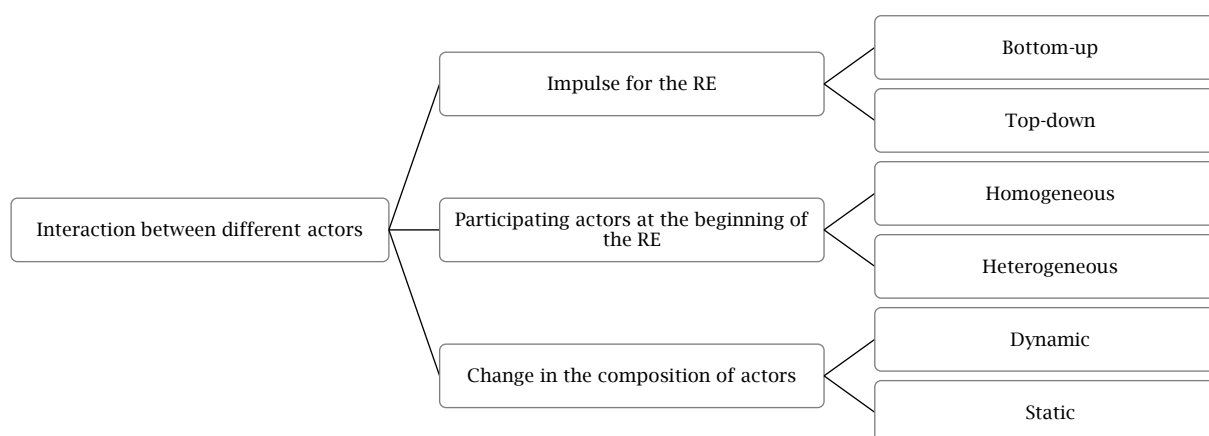 Interaction between different actors
Impulse for the RE
Bottom-up
Top-down
Participating actors at the beginning of
the RE
Homogeneous
Heterogeneous
Change in the composition of actors
Dynamic
Static